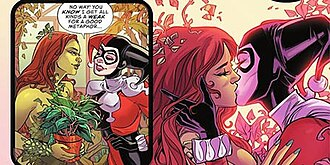 NO WAY! YOU
KNOW I GET ALL
KINDS A WEAK
FOR A GOOD
METAPHOR...